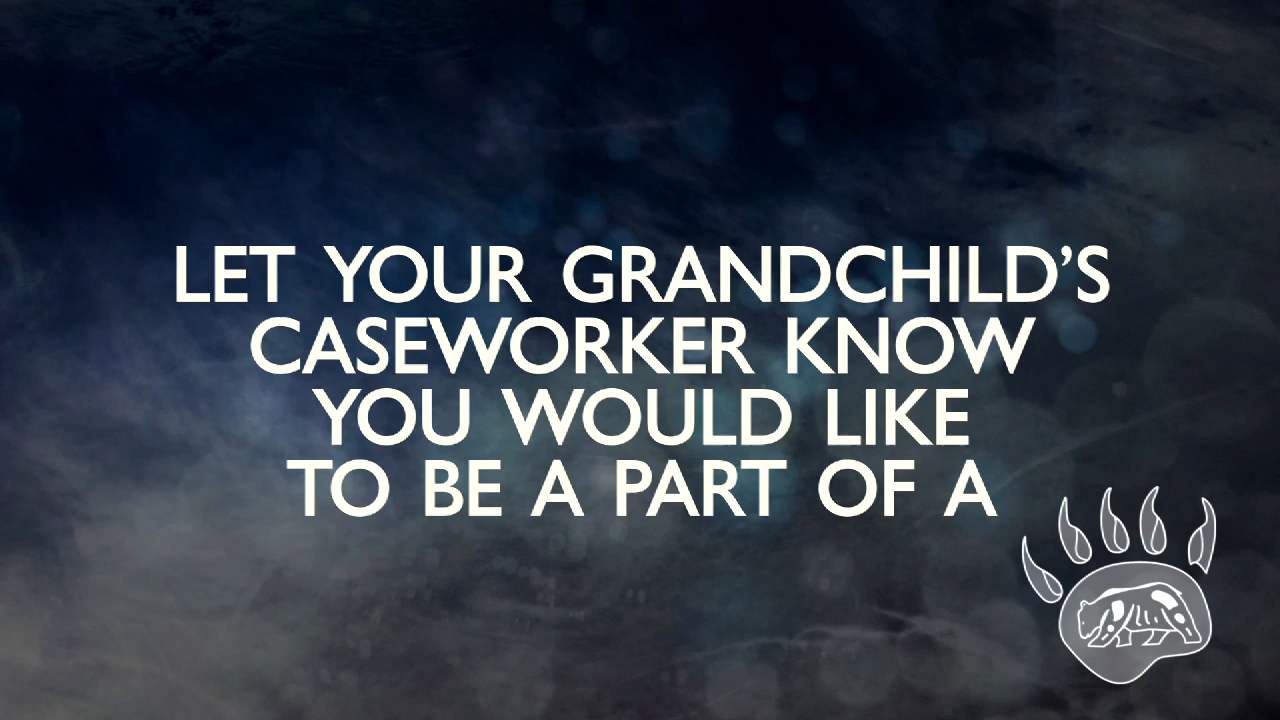 LET YOUR GRANDCHILD’S
CASEWORKER KNOW
YOU WOULD LIKE
TO BE A PART OF A